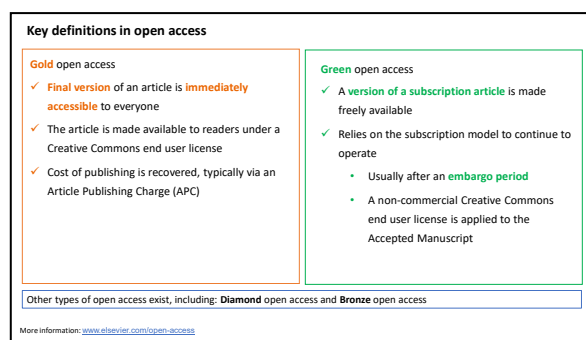 Key definitions in open access
Gold open access
✓ Final version of an article is immediately
accessible to everyone
✓ The article is made available to readers under a
Creative Commons end user license
✓ Cost of publishing is recovered, typically via an
Article Publishing Charge (APC)
Green open access
✓ A version of a subscription article is made
freely available
✓ Relies on the subscription model to continue to
operate
• Usually after an embargo period
• A non-commercial Creative Commons
end user license is applied to the
Accepted Manuscript
Other types of open access exist, including: Diamond open access and Bronze open access
More information: www.elsevier.com/open-access